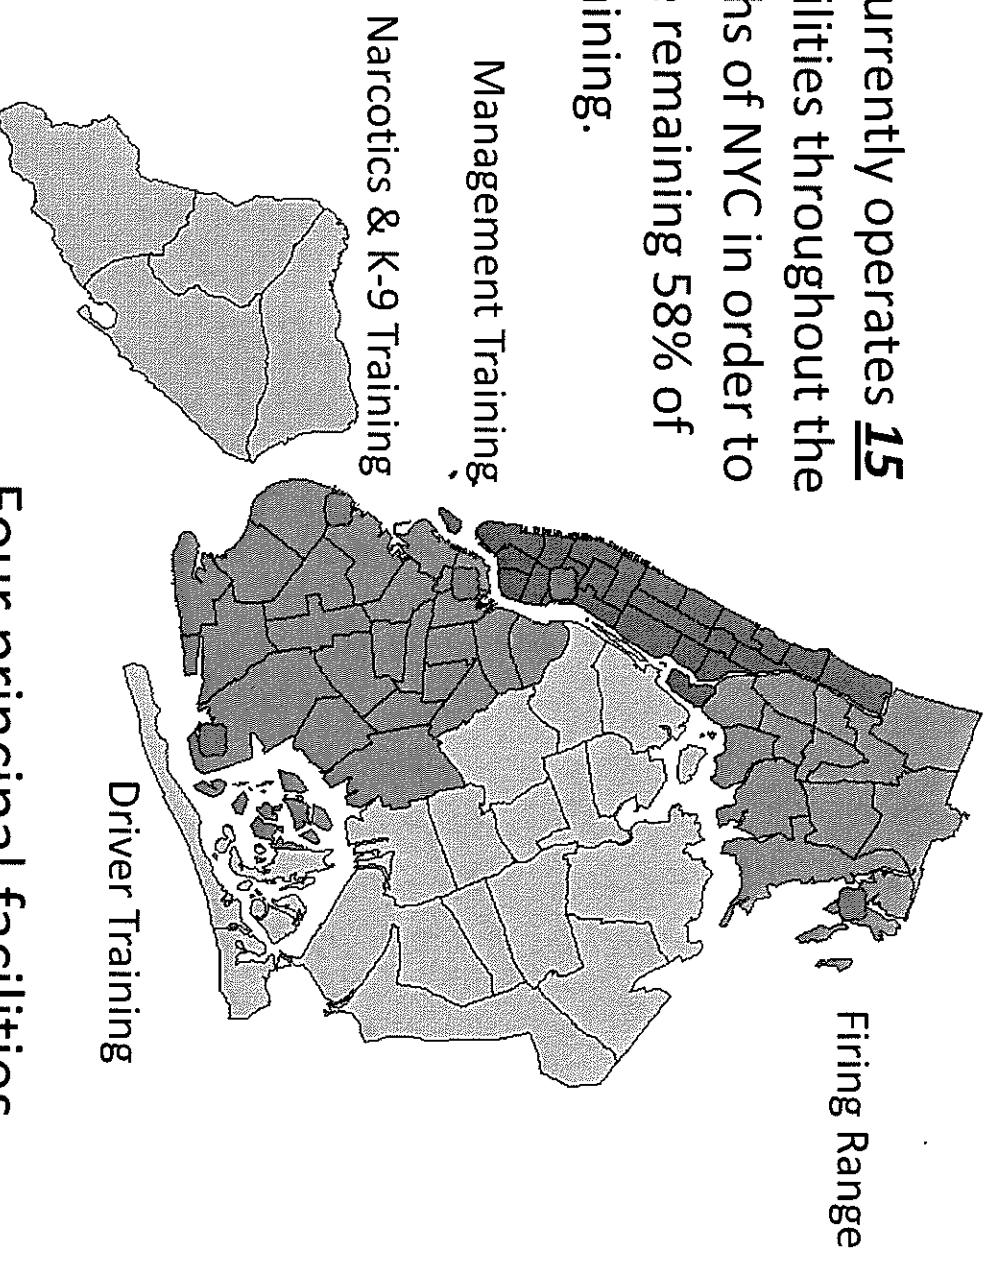 urrently operates 15
ilities throughout the
ns of NYC in order to
remaining 58% of
ining.
Management Training
Narcotics & K-9 Training
Firing Range
Driver Training
Four principal facilities